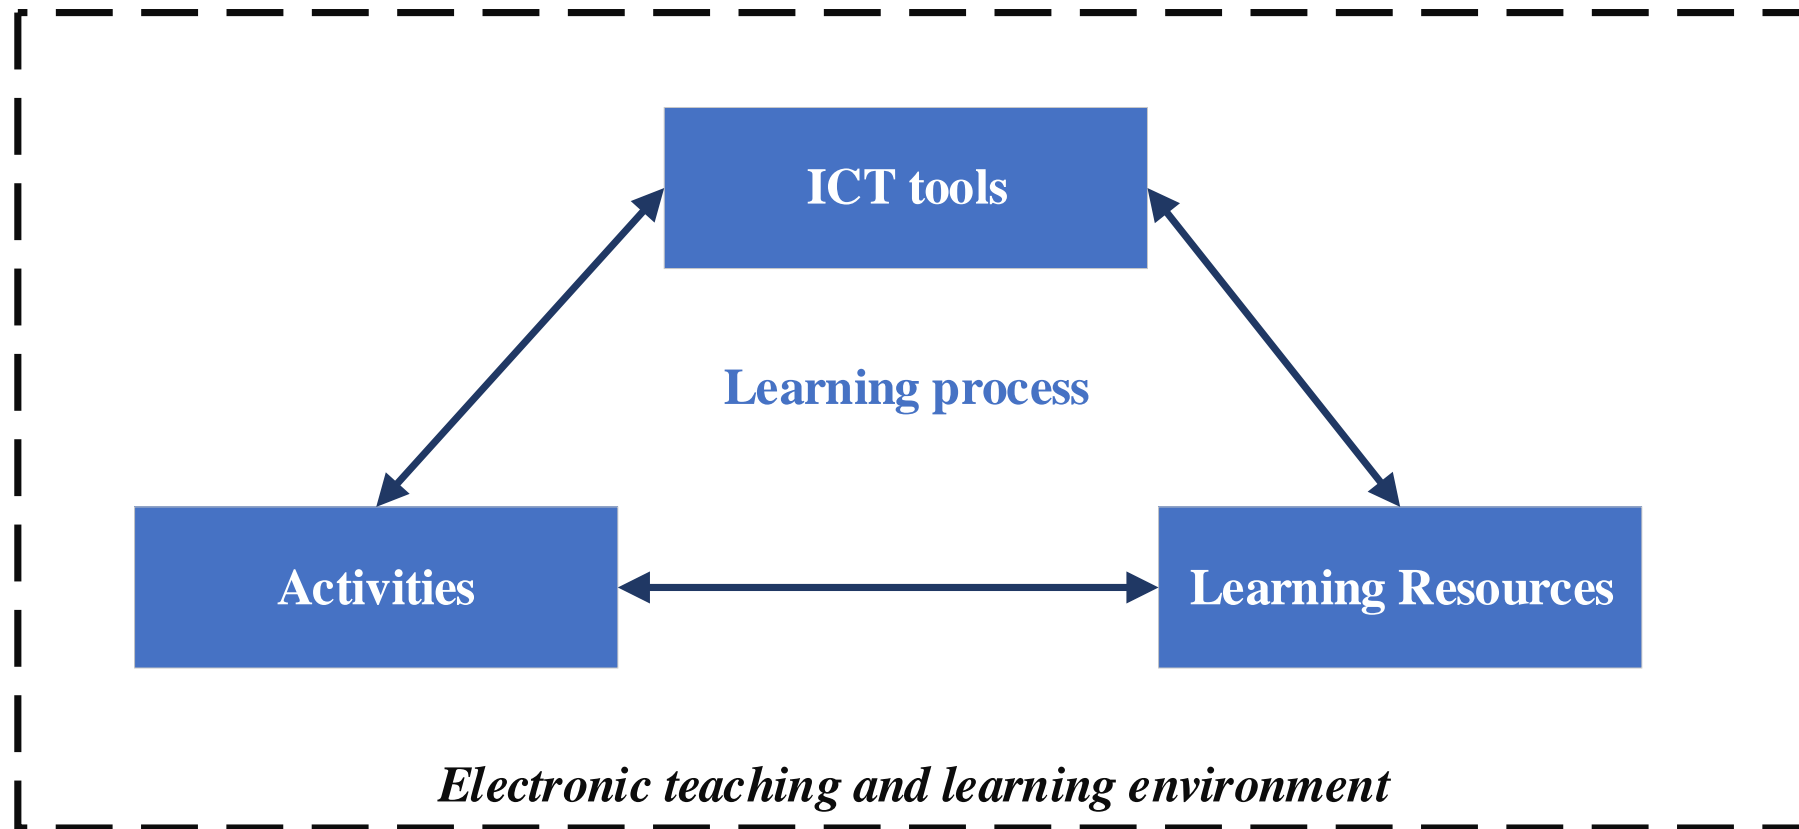 ICT tools
Learning process
Activities
Learning Resources
Electronic teaching and learning environment